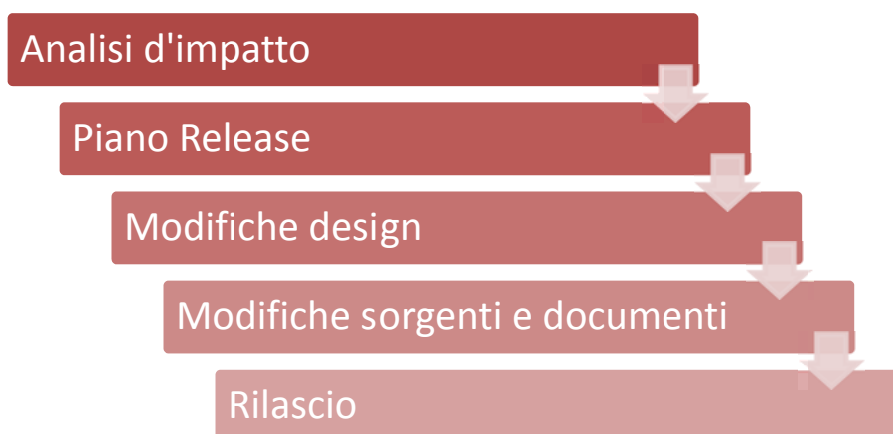 Analisi d'impatto
Piano Release
Modifiche design
Modifiche sorgenti e documenti
Rilascio